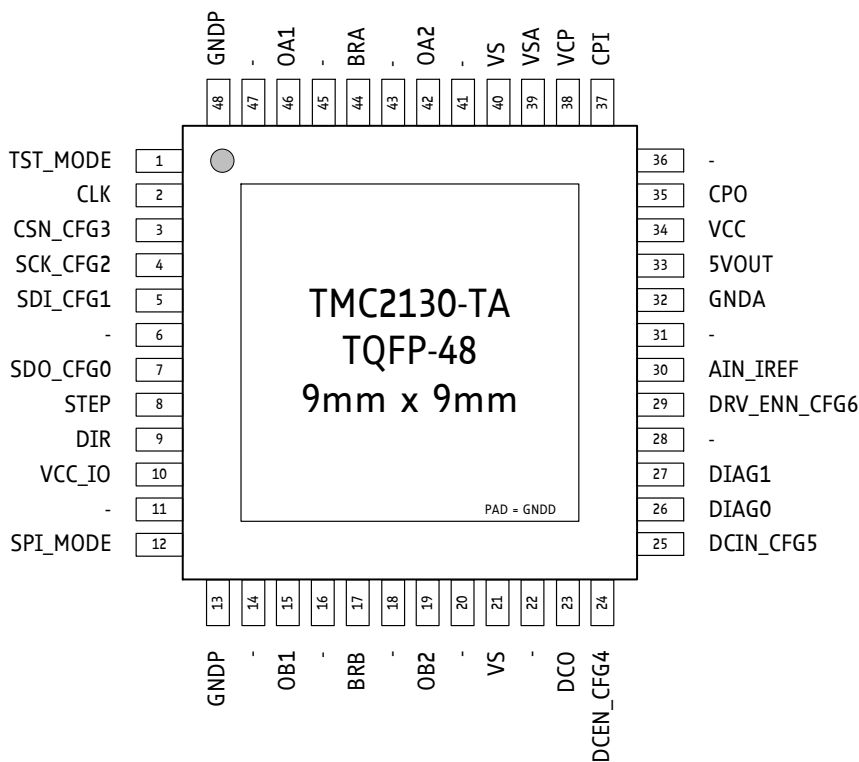 GNDP - OA1 - BRA - OA2 - VS VSA VCP CPI
48 47 46 45 44 43 42 41 40 39 38 37
TST_MODE 1
CLK 2
CSN_CFG3 3
SCK_CFG2 4
SDI_CFG1 5
- 6
SDO_CFG0 7
STEP 8
DIR 9
VCC_IO 10
- 11
SPI_MODE 12
TMC2130-TA
TQFP-48
9mm x 9mm
PAD = GNDD
36 -
35 CPO
34 VCC
33 5VOUT
32 GNDA
31 -
30 AIN_IREF
29 DRV_ENN_CFG6
28 -
27 DIAG1
26 DIAG0
25 DCIN_CFG5
13 14 15 16 17 18 19 20 21 22 23 24
GNDP - OB1 - BRB - OB2 - VS - DCO DCEN_CFG4